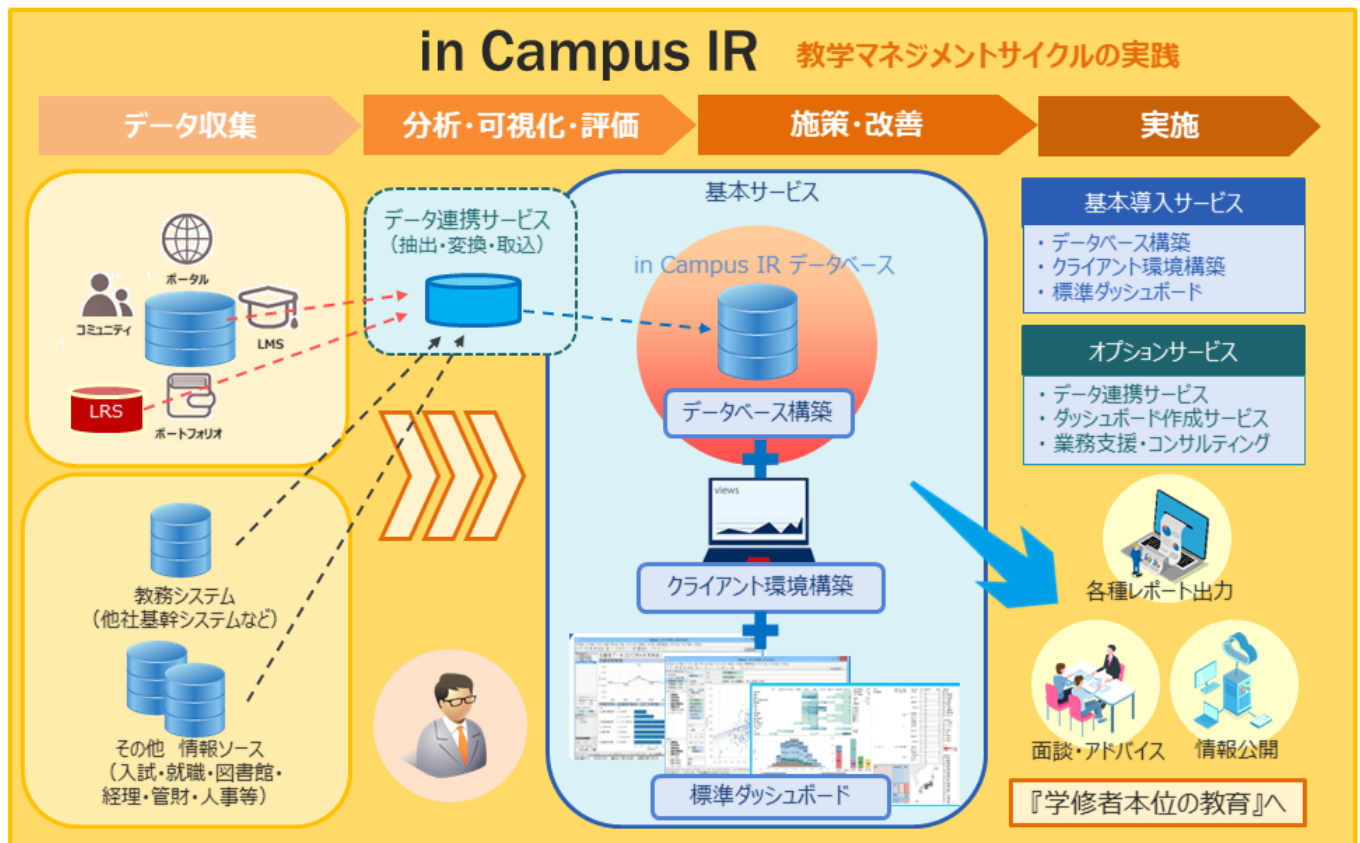 in Campus IR 教学マネジメントサイクルの実践
データ収集
分析・可視化・評価
施策・改善
実施
ポータル
コミュニティ
LMS
LRS
ポートフォリオ
教務システム
（他社基幹システムなど）
その他 情報ソース
（入試・就職・図書館・
経理・管財・人事等）
データ連携サービス
（抽出・変換・取込）
基本サービス
in Campus IR データベース
データベース構築
views
クライアント環境構築
標準ダッシュボード
基本導入サービス
・データベース構築
・クライアント環境構築
・標準ダッシュボード
オプションサービス
・データ連携サービス
・ダッシュボード作成サービス
・業務支援・コンサルティング
各種レポート出力
面談・アドバイス
情報公開
『学修者本位の教育』へ